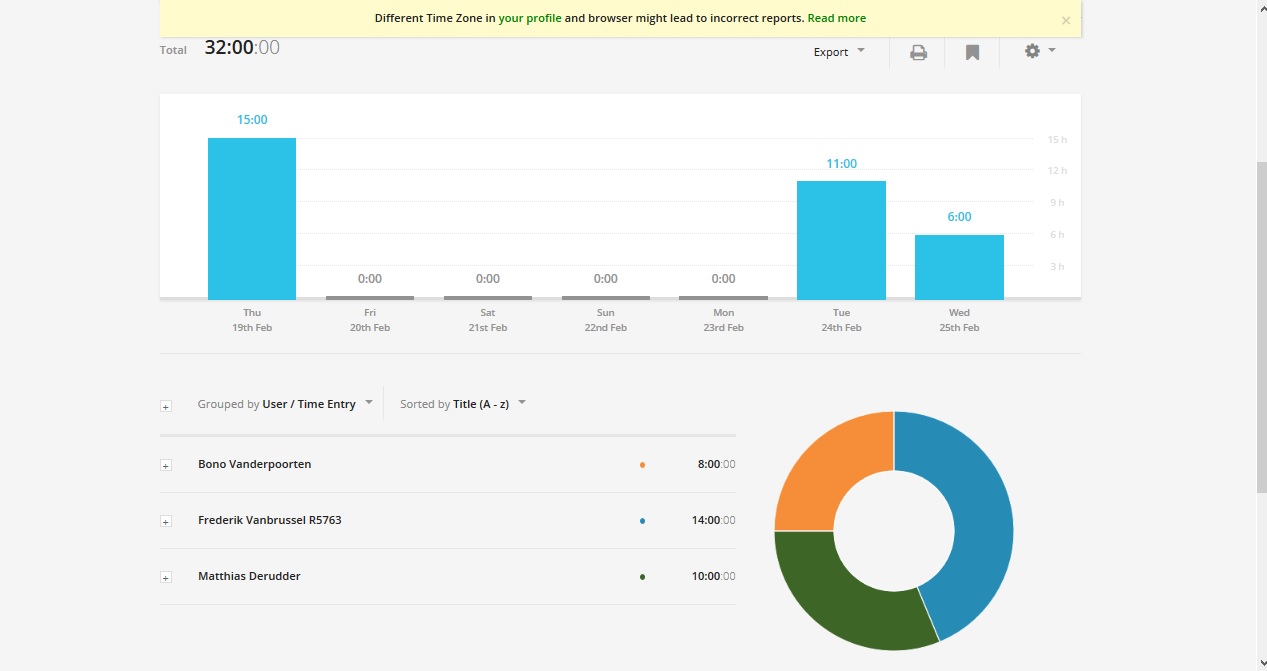 Different Time Zone in your profile and browser might lead to incorrect reports. Read more ×
Total 32:00:00
Export
15:00
11:00
6:00
0:00 0:00 0:00 0:00
15 h
12 h
9 h
6 h
3 h
Thu Fri Sat Sun Mon Tue Wed
19th Feb 20th Feb 21st Feb 22nd Feb 23rd Feb 24th Feb 25th Feb
Grouped by User / Time Entry Sorted by Title (A - z)
Bono Vanderpoorten 8:00:00
Frederik Vanbrussel R5763 14:00:00
Matthias Derudder 10:00:00